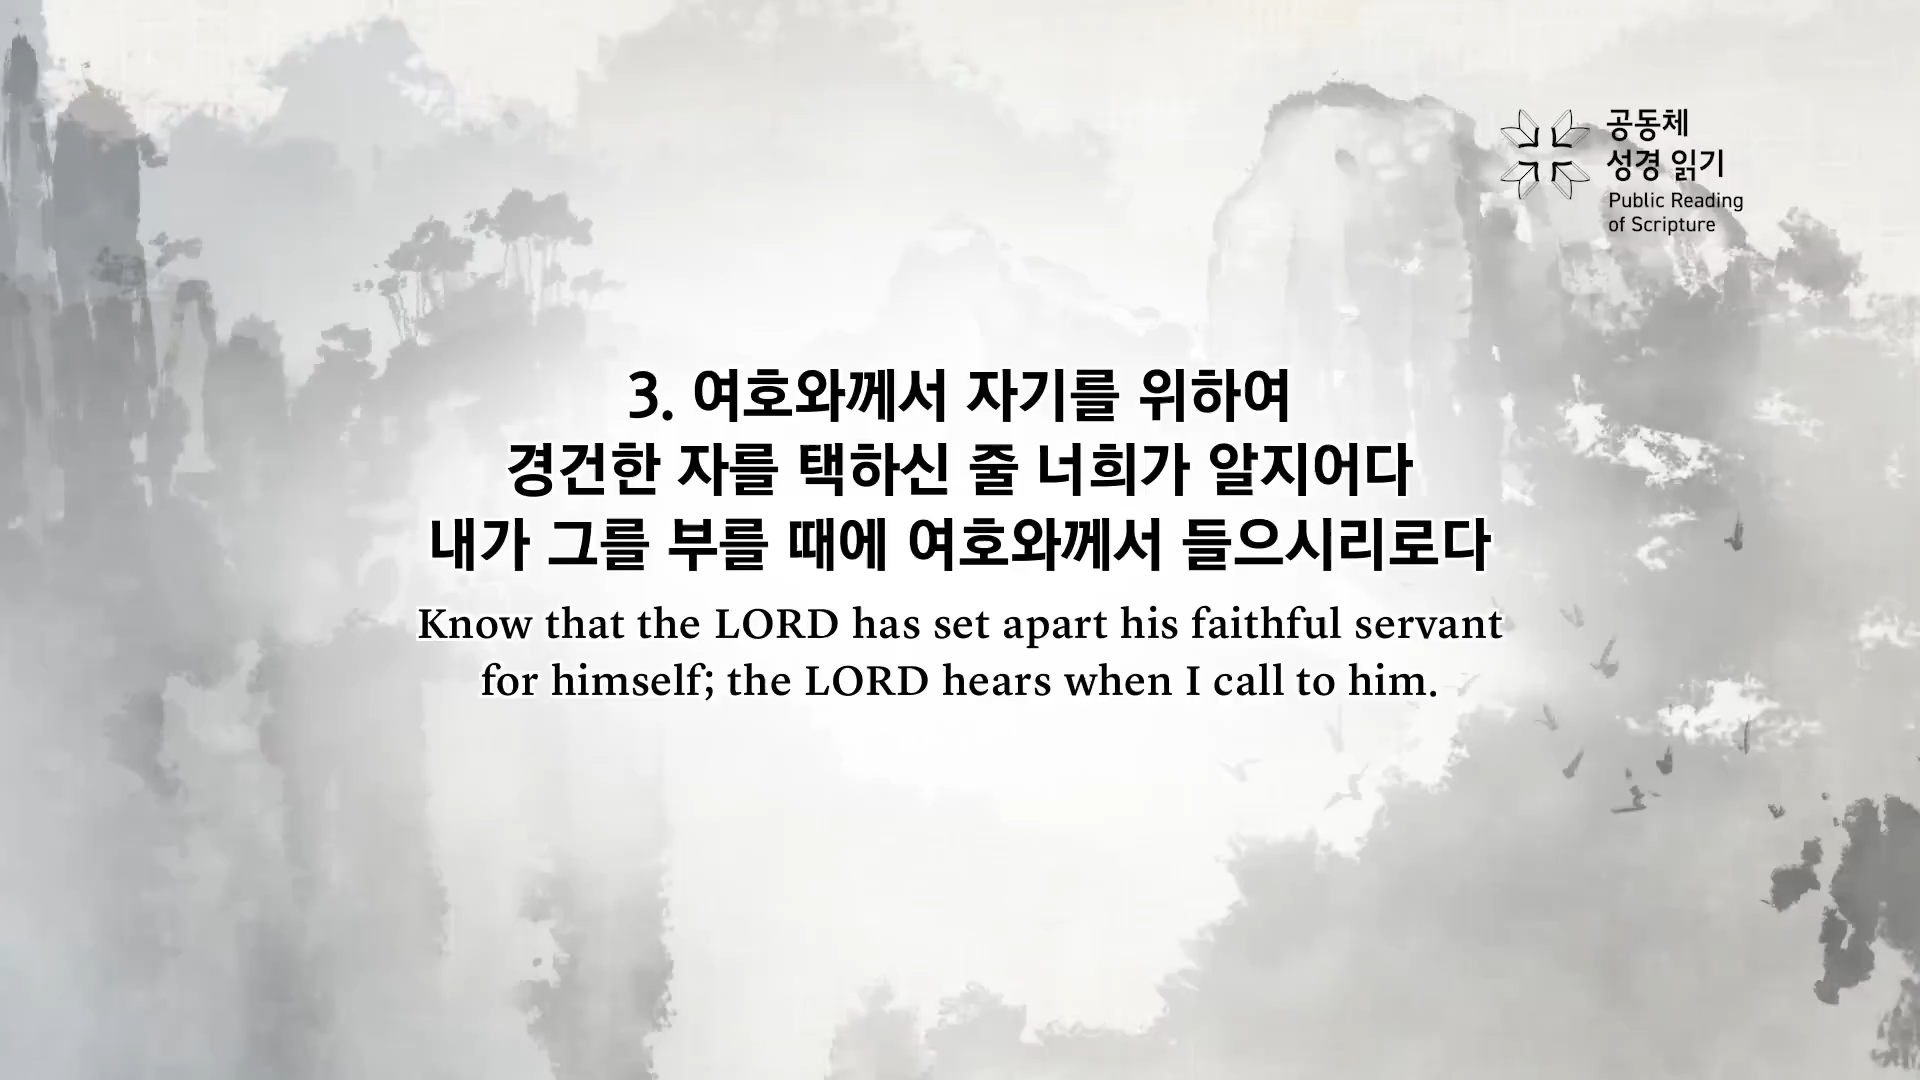 공동체
성경 읽기
Public Reading
of Scripture
3. 여호와께서 자기를 위하여
경건한 자를 택하신 줄 너희가 알지어다
내가 그를 부를 때에 여호와께서 들으시리로다
Know that the LORD has set apart his faithful servant
for himself; the LORD hears when I call to him.